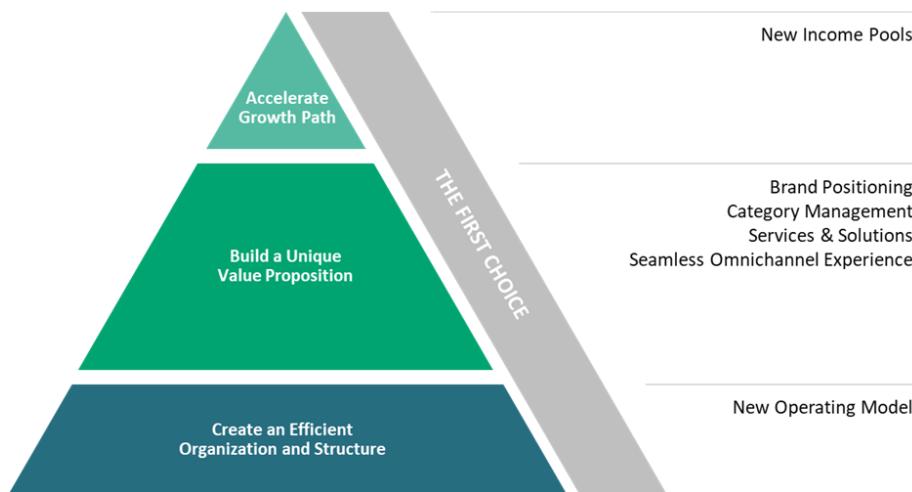 New Income Pools
Accelerate
Growth Path
THE FIRST CHOICE
Brand Positioning
Category Management
Services & Solutions
Seamless Omnichannel Experience
Build a Unique
Value Proposition
New Operating Model
Create an Efficient
Organization and Structure